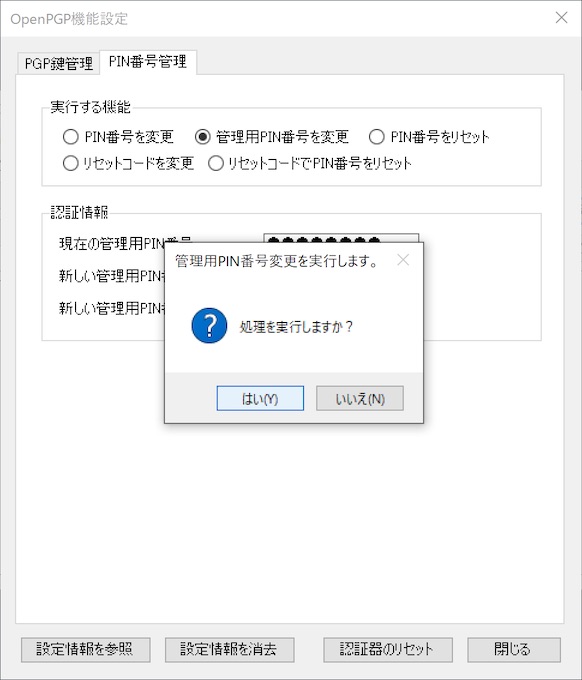 OpenPGP機能設定
PGP鍵管理 PIN番号管理
実行する機能
PIN番号を変更 管理用PIN番号を変更 PIN番号をリセット
リセットコードを変更 リセットコードでPIN番号をリセット
認証情報
現在の管理用PIN番号 ●●●●●●●●
新しい管理用PIN
新しい管理用PIN
管理用PIN番号変更を実行します。
処理を実行しますか？
はい(Y) いいえ(N)
設定情報を参照 設定情報を消去 認証器のリセット 閉じる